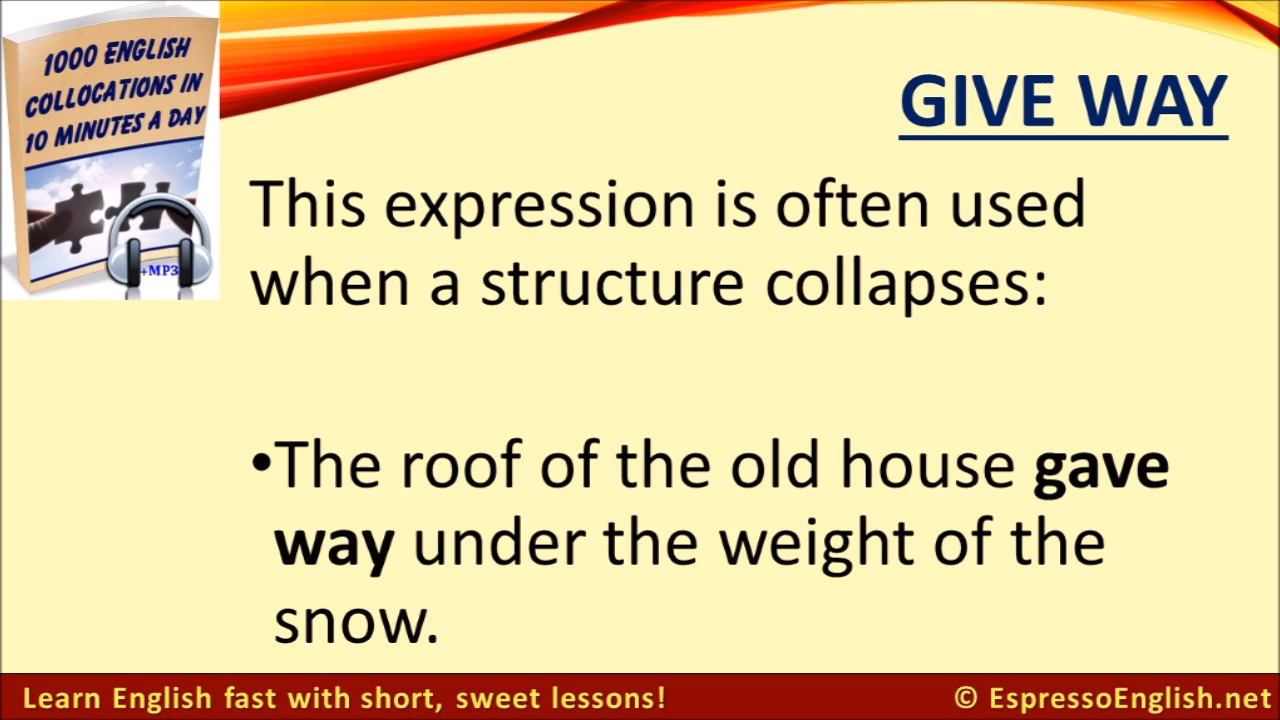 1000 ENGLISH
COLLOCATIONS IN
10 MINUTES A DAY
+MP3
GIVE WAY
This expression is often used
when a structure collapses:
•The roof of the old house gave
way under the weight of the
snow.
Learn English fast with short, sweet lessons!
© EspressoEnglish.net